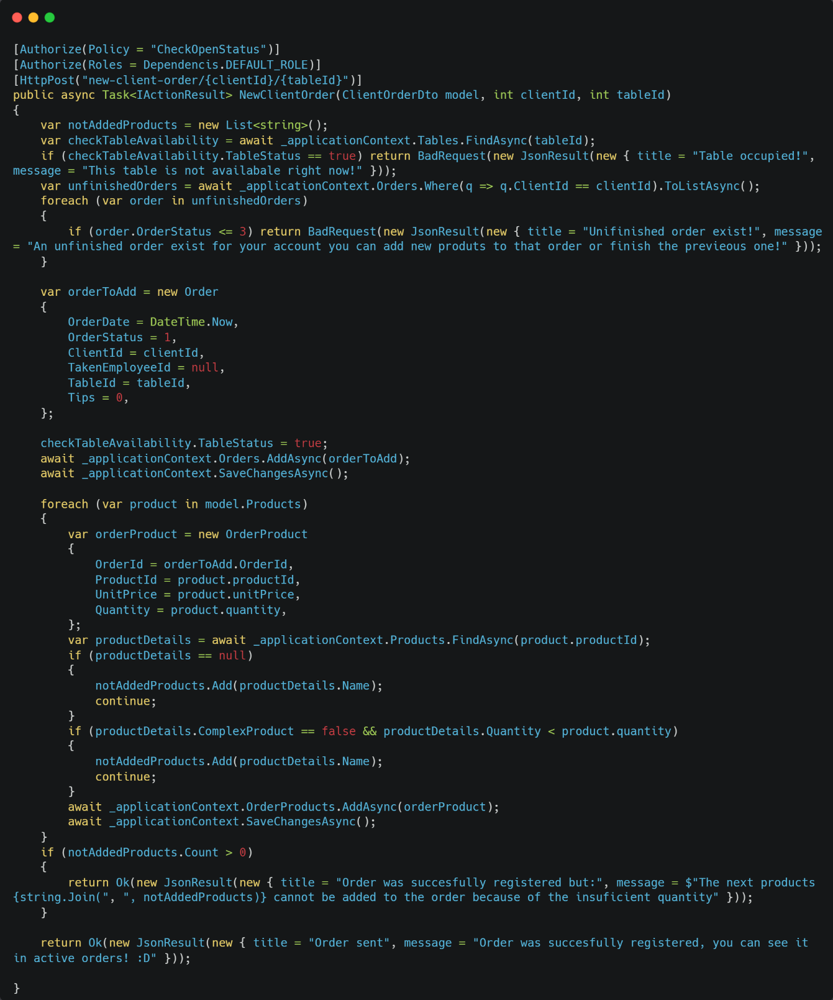 [Authorize(Policy = "CheckOpenStatus")]
[Authorize(Roles = Dependencis.DEFAULT_ROLE)]
[HttpPost("new-client-order/{clientId}/{tableId}")]
public async Task<IActionResult> NewClientOrder(ClientOrderDto model, int clientId, int tableId)
{
    var notAddedProducts = new List<string>();
    var checkTableAvailability = await _applicationContext.Tables.FindAsync(tableId);
    if (checkTableAvailability.TableStatus == true) return BadRequest(new JsonResult(new { title = "Table occupied!",
message = "This table is not availabale right now!" }));
    var unfinishedOrders = await _applicationContext.Orders.Where(q => q.ClientId == clientId).ToListAsync();
    foreach (var order in unfinishedOrders)
    {
        if (order.OrderStatus <= 3) return BadRequest(new JsonResult(new { title = "Unifinished order exist!", message
= "An unfinished order exist for your account you can add new produts to that order or finish the previeous one!" }));
    }

    var orderToAdd = new Order
    {
        OrderDate = DateTime.Now,
        OrderStatus = 1,
        ClientId = clientId,
        TakenEmployeeId = null,
        TableId = tableId,
        Tips = 0,
    };

    checkTableAvailability.TableStatus = true;
    await _applicationContext.Orders.AddAsync(orderToAdd);
    await _applicationContext.SaveChangesAsync();

    foreach (var product in model.Products)
    {
        var orderProduct = new OrderProduct
        {
            OrderId = orderToAdd.OrderId,
            ProductId = product.productId,
            UnitPrice = product.unitPrice,
            Quantity = product.quantity,
        };
        var productDetails = await _applicationContext.Products.FindAsync(product.productId);
        if (productDetails == null)
        {
            notAddedProducts.Add(productDetails.Name);
            continue;
        }
        if (productDetails.ComplexProduct == false && productDetails.Quantity < product.quantity)
        {
            notAddedProducts.Add(productDetails.Name);
            continue;
        }
        await _applicationContext.OrderProducts.AddAsync(orderProduct);
        await _applicationContext.SaveChangesAsync();
    }
    if (notAddedProducts.Count > 0)
    {
        return Ok(new JsonResult(new { title = "Order was succesfully registered but:", message = $"The next products
{string.Join(", ", notAddedProducts)} cannot be added to the order because of the insuficient quantity" }));
    }

    return Ok(new JsonResult(new { title = "Order sent", message = "Order was succesfully registered, you can see it
in active orders! :D" }));

}